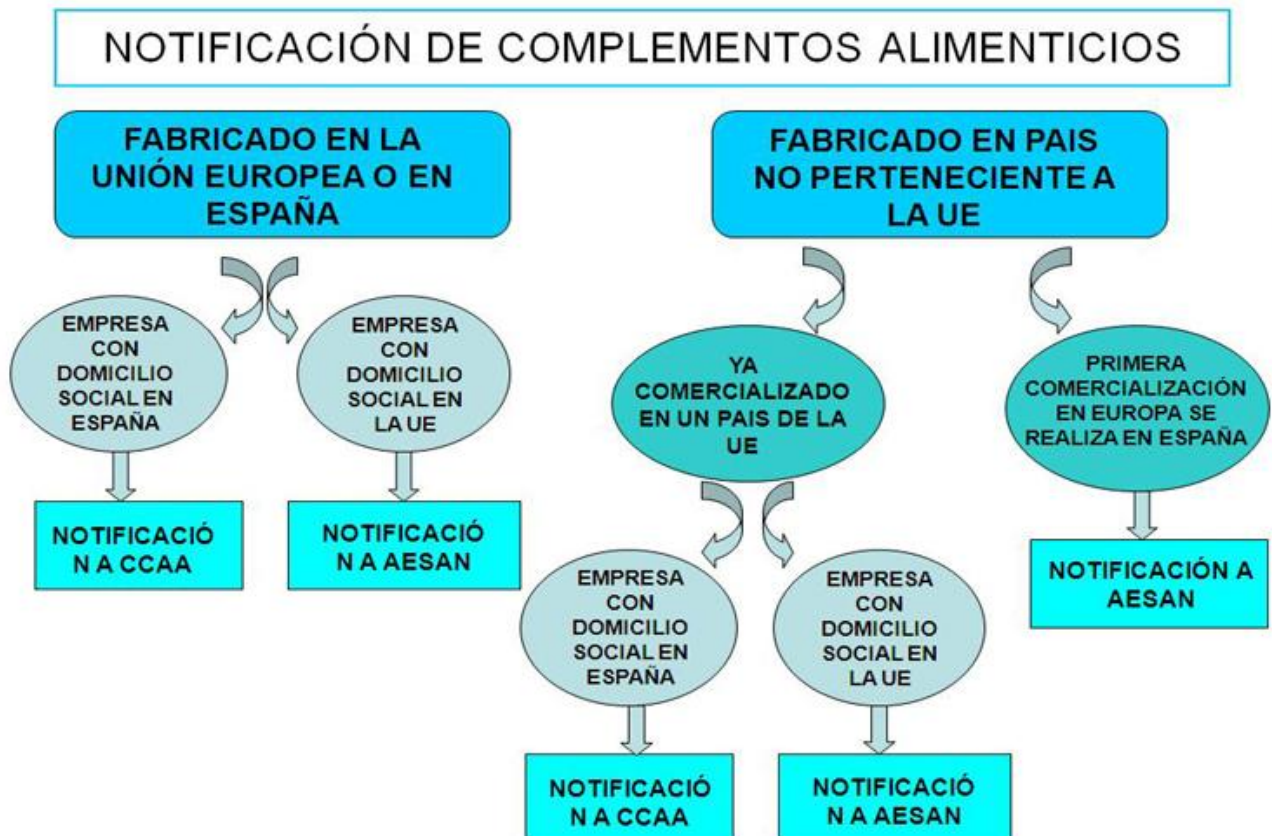 NOTIFICACIÓN DE COMPLEMENTOS ALIMENTICIOS
FABRICADO EN LA
UNIÓN EUROPEA O EN
ESPAÑA
FABRICADO EN PAIS
NO PERTENECIENTE A
LA UE
EMPRESA
CON
DOMICILIO
SOCIAL EN
ESPAÑA
EMPRESA
CON
DOMICILIO
SOCIAL EN
LA UE
YA
COMERCIALIZADO
EN UN PAIS DE LA
UE
PRIMERA
COMERCIALIZACIÓN
EN EUROPA SE
REALIZA EN ESPAÑA
NOTIFICACIÓ
N A CCAA
NOTIFICACIÓ
N A AESAN
NOTIFICACIÓN A
AESAN
EMPRESA
CON
DOMICILIO
SOCIAL EN
ESPAÑA
EMPRESA
CON
DOMICILIO
SOCIAL EN
LA UE
NOTIFICACIÓ
N A CCAA
NOTIFICACIÓ
N A AESAN